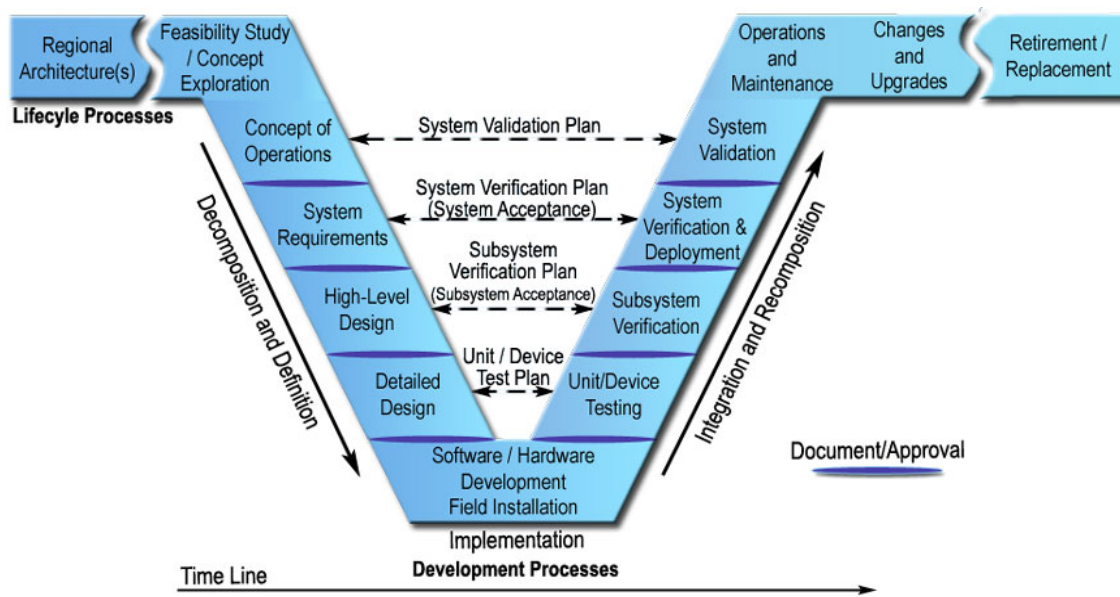 Regional
Architecture(s)
Feasibility Study
/ Concept
Exploration
Operations
and
Maintenance
Changes
and
Upgrades
Retirement /
Replacement
Lifecyle Processes
Concept of
Operations
System Validation Plan
System
Validation
System Verification Plan
(System Acceptance)
System
Requirements
System
Verification &
Deployment
Subsystem
Verification Plan
(Subsystem Acceptance)
High-Level
Design
Subsystem
Verification
Unit / Device
Test Plan
Detailed
Design
Unit/Device
Testing
Decomposition and Definition
Integration and Recomposition
Software / Hardware
Development
Field Installation
Document/Approval
Implementation
Development Processes
Time Line